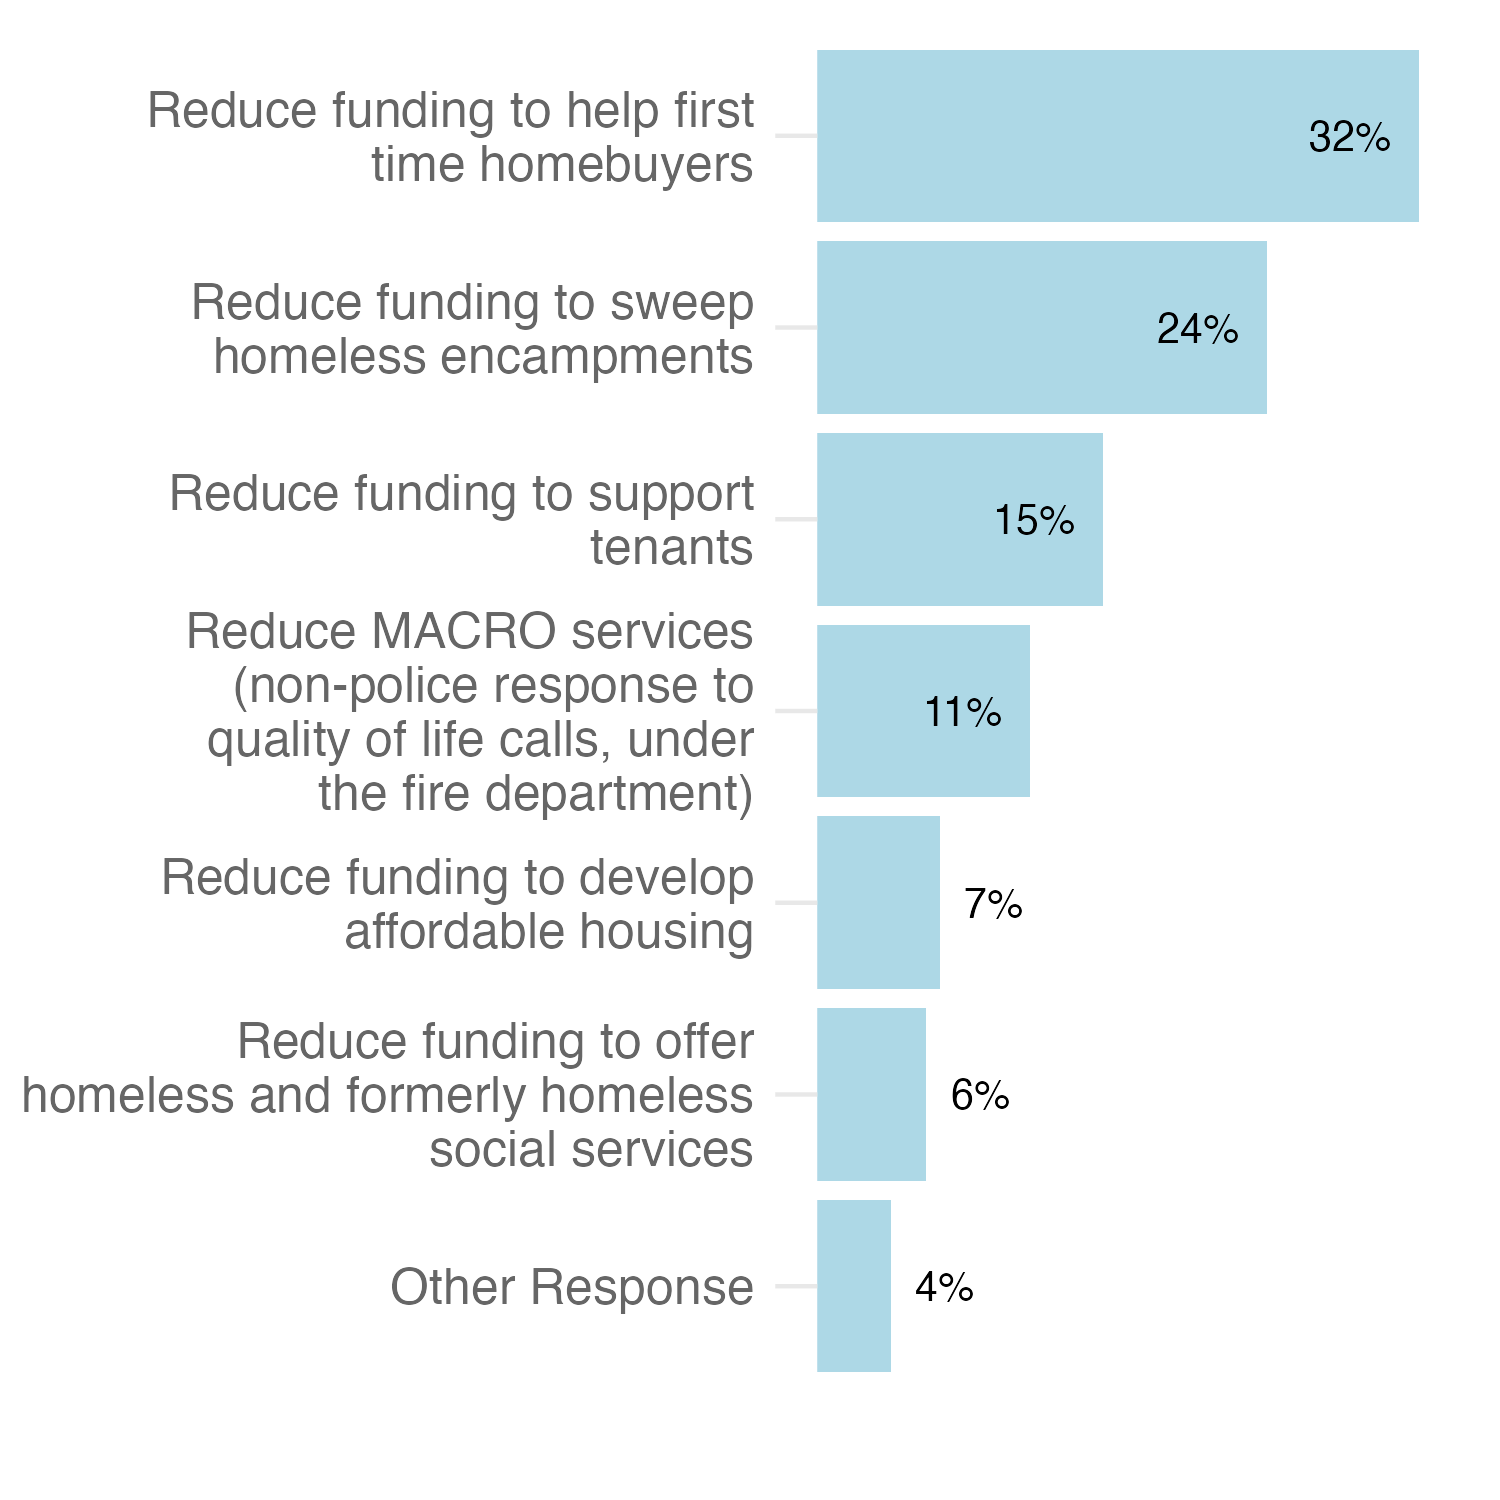 Reduce funding to help first
time homebuyers
32%
Reduce funding to sweep
homeless encampments
24%
Reduce funding to support
tenants
15%
Reduce MACRO services
(non-police response to
quality of life calls, under
the fire department)
11%
Reduce funding to develop
affordable housing
7%
Reduce funding to offer
homeless and formerly homeless
social services
6%
Other Response
4%